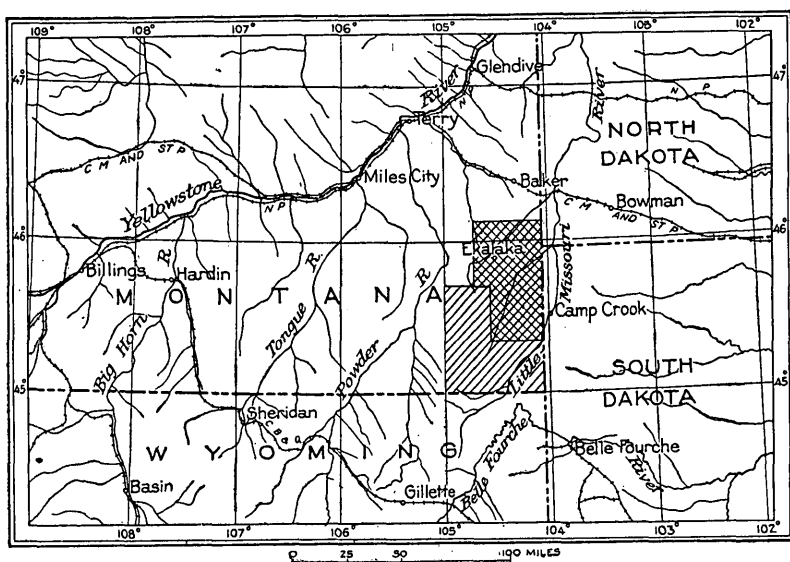 109° 108° 107° 106° 105° 104° 103° 102°
47° 47°
Glendive
River
N P
N P
River
Terry
NORTH
DAKOTA
C M AND ST P
Miles City
Baker
Bowman
C M AND ST P
Yellowstone
N P
46° 46°
Ekalaka
Missouri
Billings
R.
Hardin
R.
R.
MONTANA
Camp Crook
Tongue
Big Horn
Powder
Little
SOUTH
DAKOTA
45° 45°
Sheridan
C B & Q
WYOMING
Belle Fourche
Belle Fourche
River
Basin
Gillette
108° 107° 106° 105° 104° 103° 102°
0 25 50 100 MILES